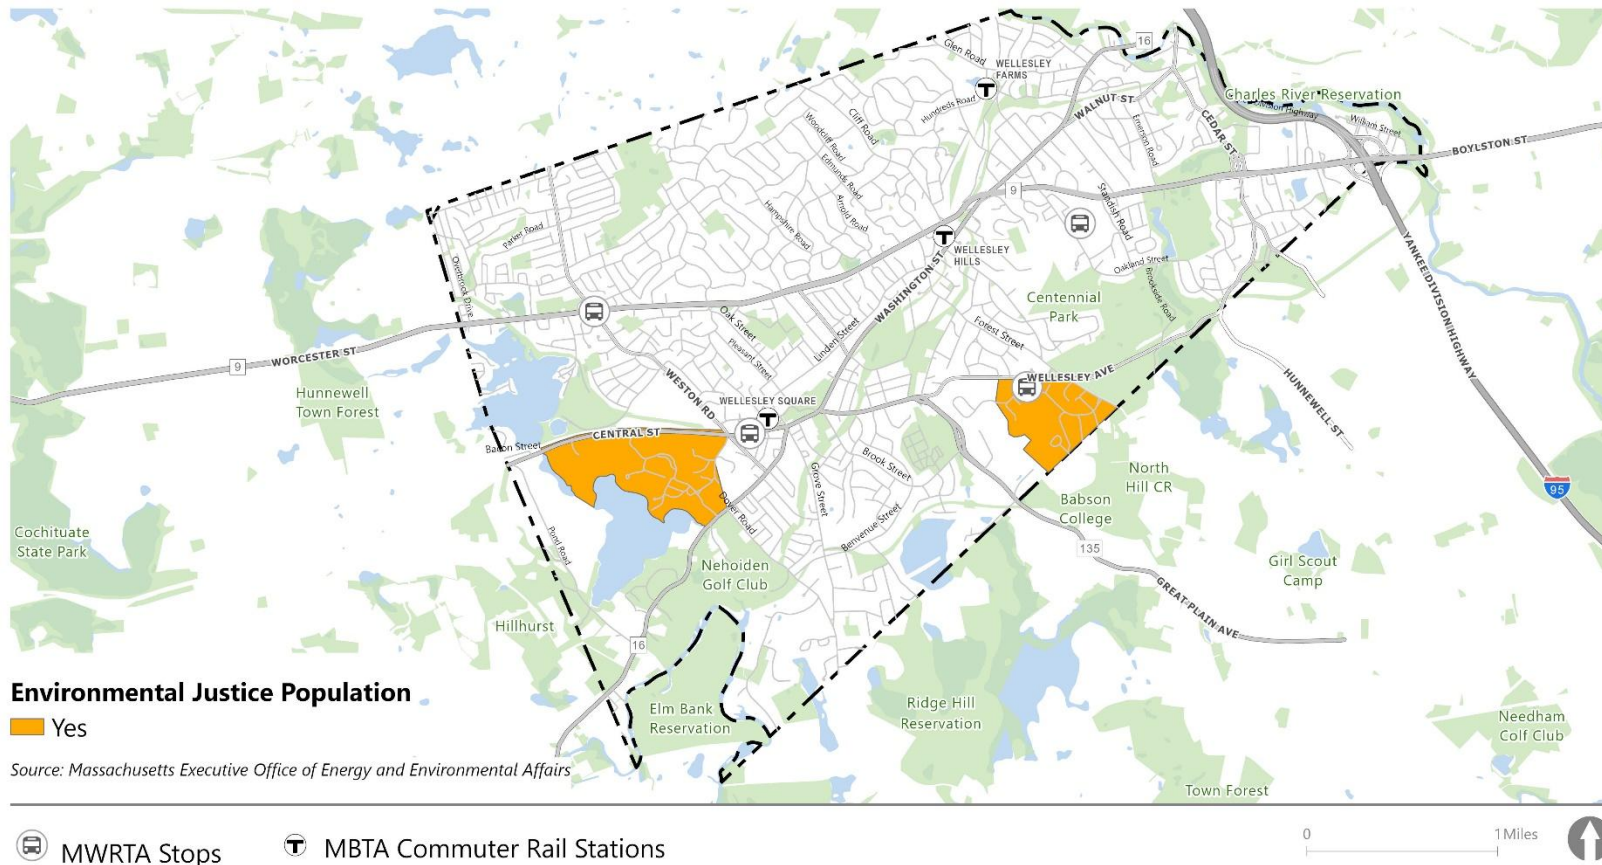 Glen Road
16
WELLESLEY
FARMS
Hundreds Road
WALNUT ST
Charles River Reservation
Division Highway
William Street
CEDAR ST
Emerson Road
BOYLSTON ST
Cliff Road
Woodcliff Road
Edmunds Road
Arnold Road
Hampshire Road
9
Standish Road
Parker Road
Overbrook Drive
WELLESLEY
HILLS
Oakland Street
Brookside Road
WASHINGTON ST
Centennial
Park
YANKEE DIVISION HIGHWAY
Oak Street
Pleasant Street
Linden Street
Forest Street
9
WORCESTER ST
Hunnewell
Town Forest
WESTON RD
WELLESLEY AVE
HUNNEWELL ST
WELLESLEY SQUARE
CENTRAL ST
Bacon Street
Brook Street
Grove Street
North
Hill CR
95
Dover Road
Babson
College
Benvenue Street
Cochituate
State Park
Pond Road
135
Nehoiden
Golf Club
Girl Scout
Camp
GREAT PLAIN AVE
Hillhurst
16
Environmental Justice Population
Yes
Elm Bank
Reservation
Ridge Hill
Reservation
Needham
Golf Club
Source: Massachusetts Executive Office of Energy and Environmental Affairs
Town Forest
MWRTA Stops
T MBTA Commuter Rail Stations
0 1 Miles